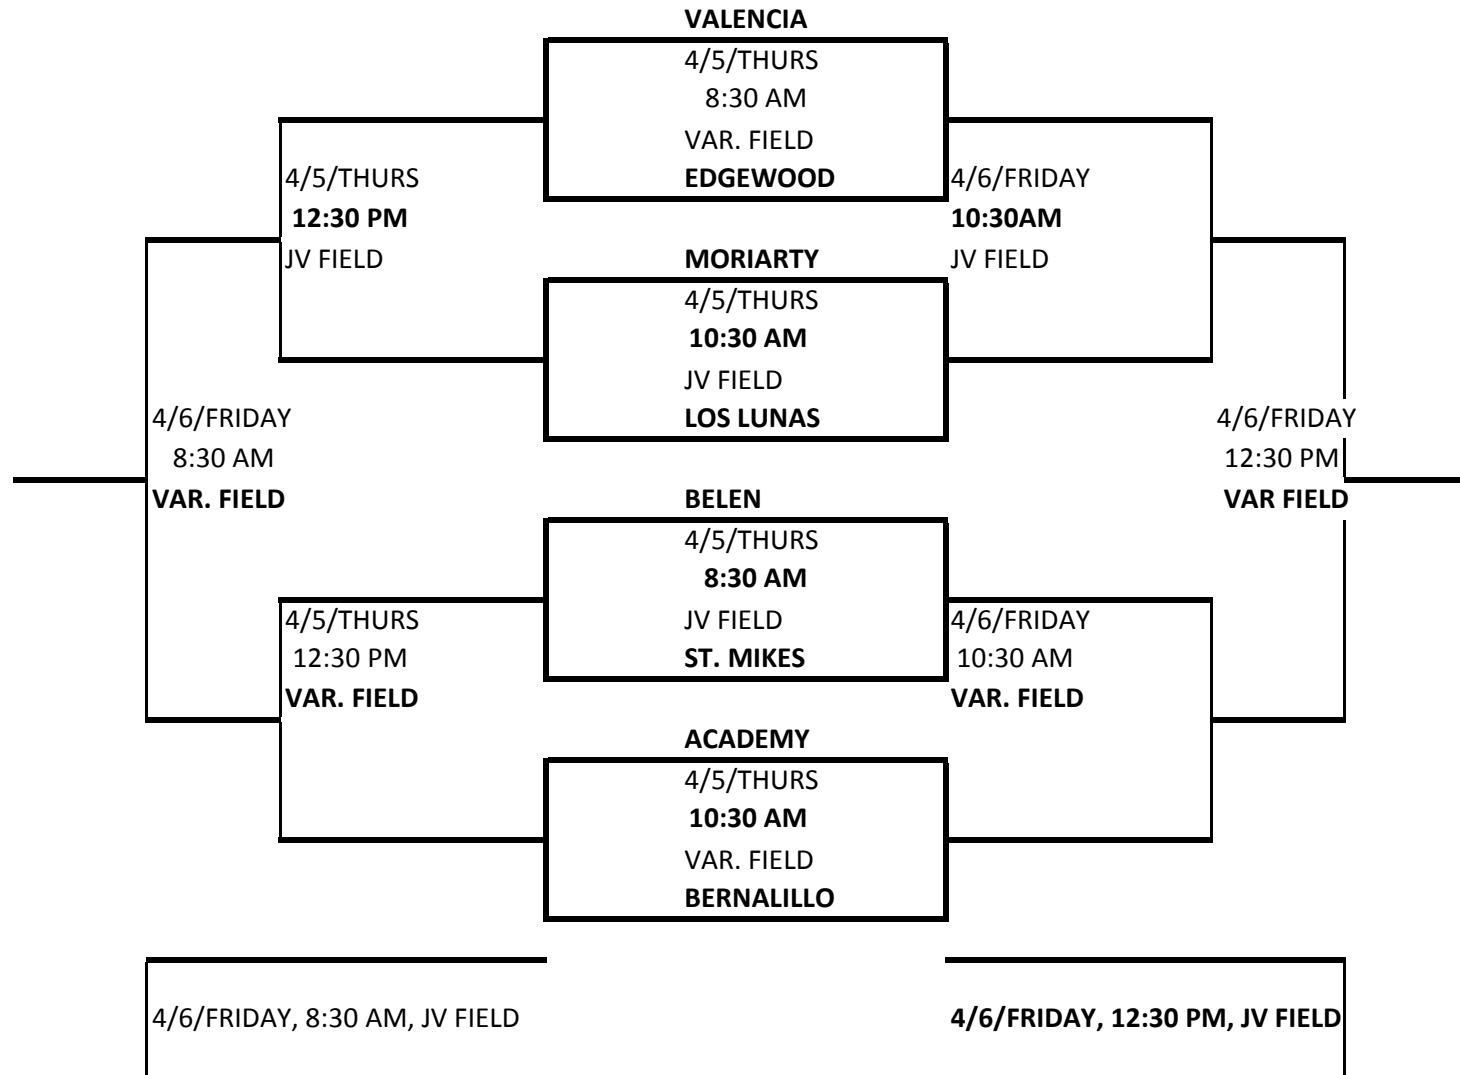 VALENCIA
4/5/THURS
8:30 AM
VAR. FIELD
EDGEWOOD
4/5/THURS
12:30 PM
JV FIELD
4/6/FRIDAY
10:30AM
JV FIELD
MORIARTY
4/5/THURS
10:30 AM
JV FIELD
LOS LUNAS
4/6/FRIDAY
8:30 AM
VAR. FIELD
4/6/FRIDAY
12:30 PM
VAR FIELD
BELEN
4/5/THURS
8:30 AM
JV FIELD
ST. MIKES
4/5/THURS
12:30 PM
VAR. FIELD
4/6/FRIDAY
10:30 AM
VAR. FIELD
ACADEMY
4/5/THURS
10:30 AM
VAR. FIELD
BERNALILLO
4/6/FRIDAY, 8:30 AM, JV FIELD
4/6/FRIDAY, 12:30 PM, JV FIELD